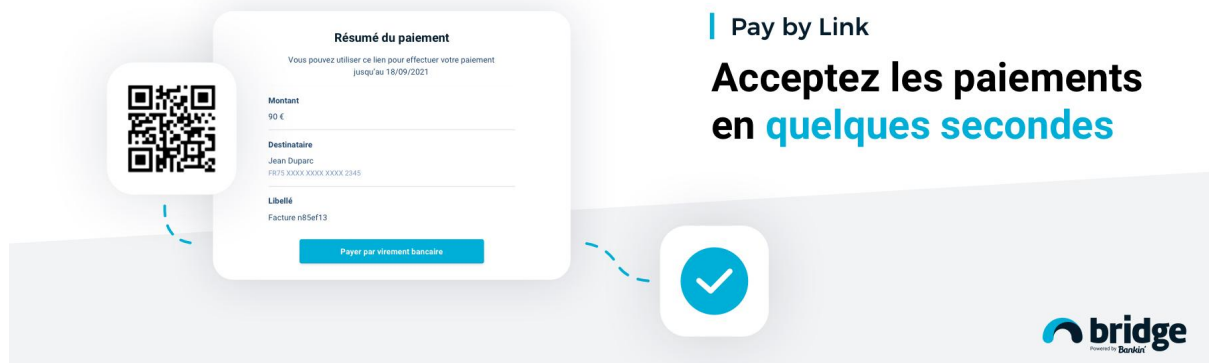 Résumé du paiement
Vous pouvez utiliser ce lien pour effectuer votre paiement
jusqu'au 18/09/2021
Montant
90 €
Destinataire
Jean Duparc
FR75 XXXX XXXX XXXX 2345
Libellé
Facture n85ef13
Payer par virement bancaire
Pay by Link
Acceptez les paiements
en quelques secondes
bridge
Powered by Bankin'